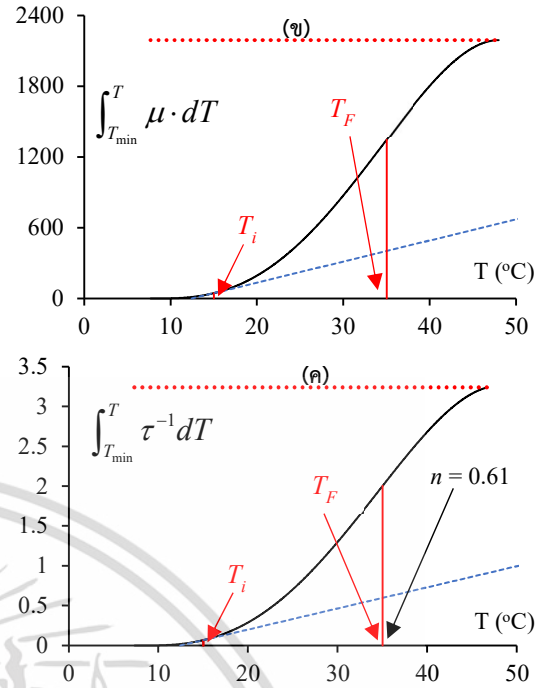 2400
(ข)
∫_{T_min}^{T} μ · dT
1800
T_F
1200
T_i
600
T (°C)
0
0 10 20 30 40 50
3.5
(ค)
3
∫_{T_min}^{T} τ^{-1} dT
2.5
T_F
n = 0.61
2
1.5
T_i
1
0.5
T (°C)
0
0 10 20 30 40 50